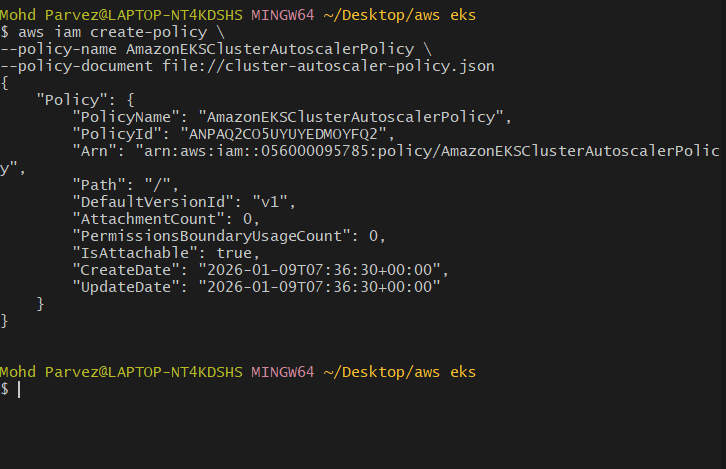 Mohd Parvez@LAPTOP-NT4KDSHS MINGW64 ~/Desktop/aws eks
$ aws iam create-policy \
--policy-name AmazonEKSClusterAutoscalerPolicy \
--policy-document file://cluster-autoscaler-policy.json
{
    "Policy": {
        "PolicyName": "AmazonEKSClusterAutoscalerPolicy",
        "PolicyId": "ANPAQ2CO5UYUYEDMOYFQ2",
        "Arn": "arn:aws:iam::056000095785:policy/AmazonEKSClusterAutoscalerPolic
y",
        "Path": "/",
        "DefaultVersionId": "v1",
        "AttachmentCount": 0,
        "PermissionsBoundaryUsageCount": 0,
        "IsAttachable": true,
        "CreateDate": "2026-01-09T07:36:30+00:00",
        "UpdateDate": "2026-01-09T07:36:30+00:00"
    }
}
Mohd Parvez@LAPTOP-NT4KDSHS MINGW64 ~/Desktop/aws eks
$